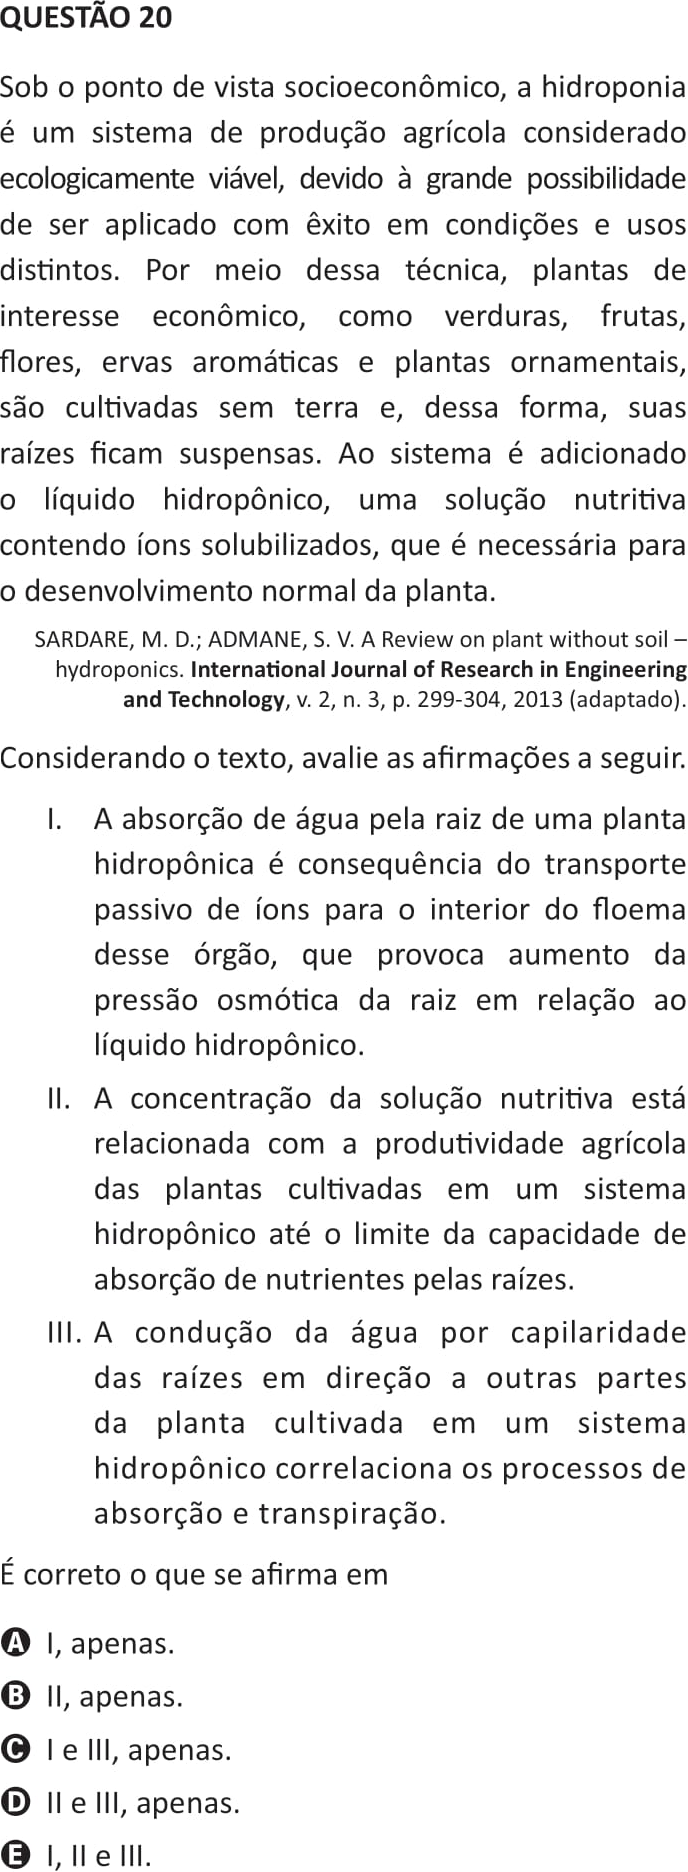 QUESTÃO 20
Sob o ponto de vista socioeconômico, a hidroponia
é um sistema de produção agrícola considerado
ecologicamente viável, devido à grande possibilidade
de ser aplicado com êxito em condições e usos
distintos. Por meio dessa técnica, plantas de
interesse econômico, como verduras, frutas,
flores, ervas aromáticas e plantas ornamentais,
são cultivadas sem terra e, dessa forma, suas
raízes ficam suspensas. Ao sistema é adicionado
o líquido hidropônico, uma solução nutritiva
contendo íons solubilizados, que é necessária para
o desenvolvimento normal da planta.
SARDARE, M. D.; ADMANE, S. V. A Review on plant without soil –
hydroponics. International Journal of Research in Engineering
and Technology, v. 2, n. 3, p. 299-304, 2013 (adaptado).
Considerando o texto, avalie as afirmações a seguir.
I. A absorção de água pela raiz de uma planta
hidropônica é consequência do transporte
passivo de íons para o interior do floema
desse órgão, que provoca aumento da
pressão osmótica da raiz em relação ao
líquido hidropônico.
II. A concentração da solução nutritiva está
relacionada com a produtividade agrícola
das plantas cultivadas em um sistema
hidropônico até o limite da capacidade de
absorção de nutrientes pelas raízes.
III. A condução da água por capilaridade
das raízes em direção a outras partes
da planta cultivada em um sistema
hidropônico correlaciona os processos de
absorção e transpiração.
É correto o que se afirma em
A I, apenas.
B II, apenas.
C I e III, apenas.
D II e III, apenas.
E I, II e III.